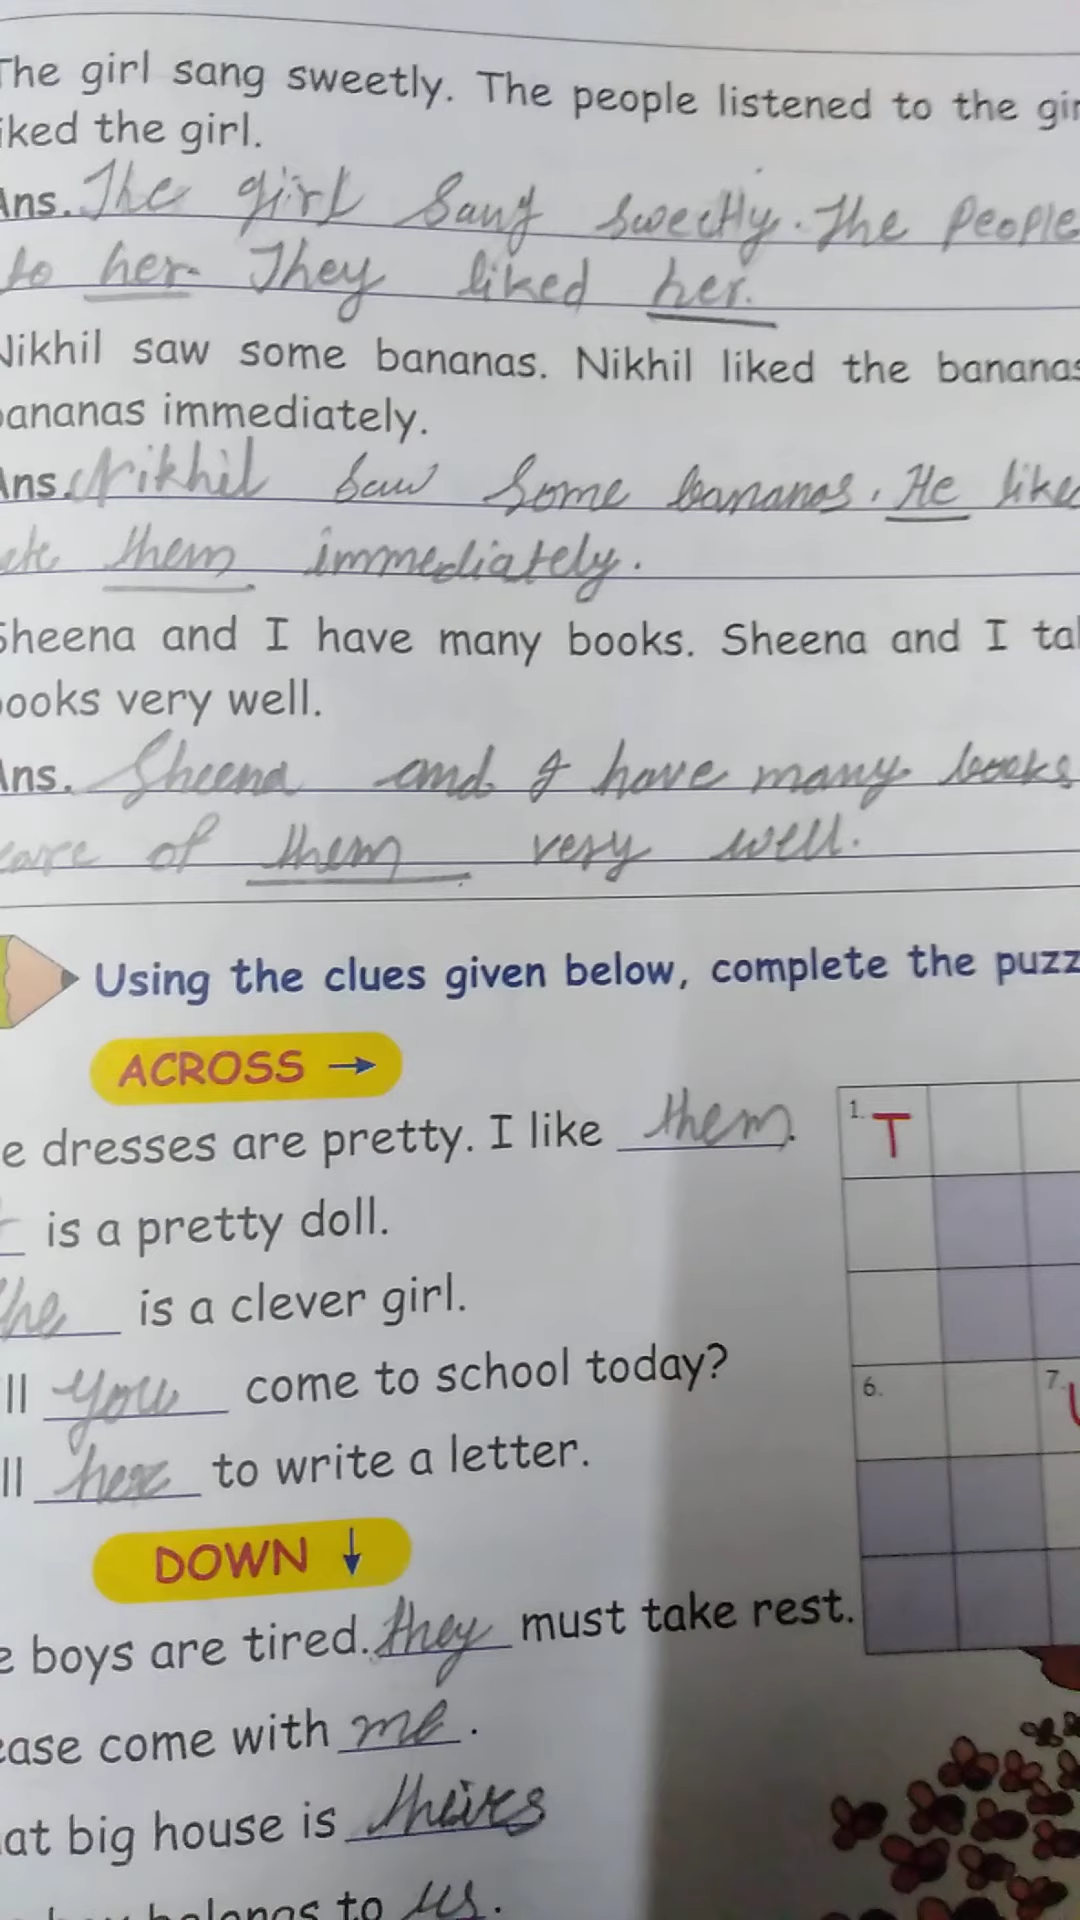 The girl sang sweetly. The people listened to the gir
iked the girl.
Ans. The girl Sang sweetly. The People
to her. They liked her.
Nikhil saw some bananas. Nikhil liked the bananas
bananas immediately.
Ans. Nikhil Saw Some bananas. He like
ate them immediately.
Sheena and I have many books. Sheena and I tak
books very well.
Ans. Sheena and I have many books
care of them very well.
Using the clues given below, complete the puzz
ACROSS →
e dresses are pretty. I like them.
is a pretty doll.
he is a clever girl.
ll you come to school today?
ll her to write a letter.
1. T
6. 7.
DOWN ↓
e boys are tired. they must take rest.
ease come with me.
at big house is theirs
belongs to us.